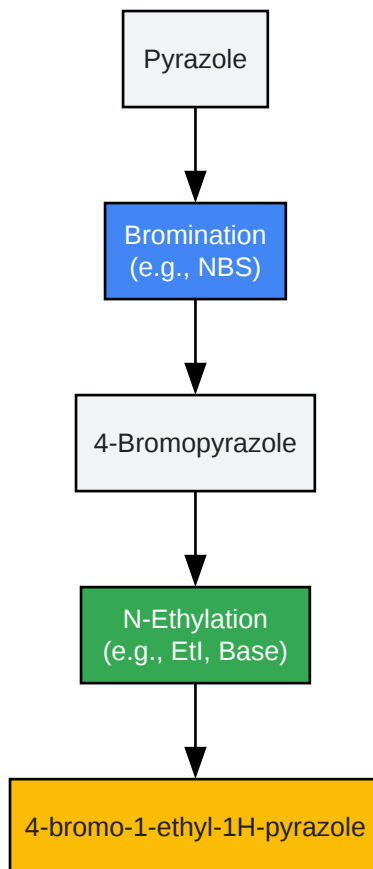 Pyrazole
Bromination
(e.g., NBS)
4-Bromopyrazole
N-Ethylation
(e.g., EtI, Base)
4-bromo-1-ethyl-1H-pyrazole